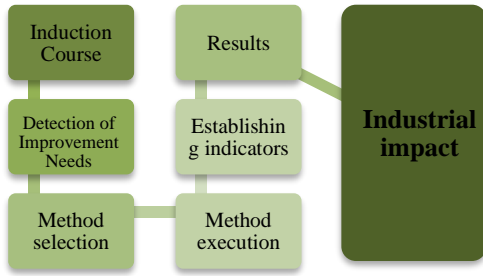 Induction
Course
Detection of
Improvement
Needs
Method
selection
Method
execution
Establishin
g indicators
Results
Industrial
impact